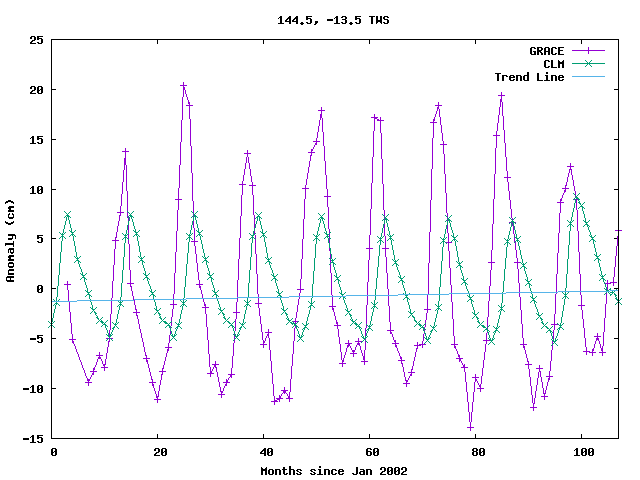 144.5, -13.5 TWS
25
20
15
10
5
0
-5
-10
-15
Anomaly (cm)
GRACE
CLM
Trend Line
0 20 40 60 80 100
Months since Jan 2002